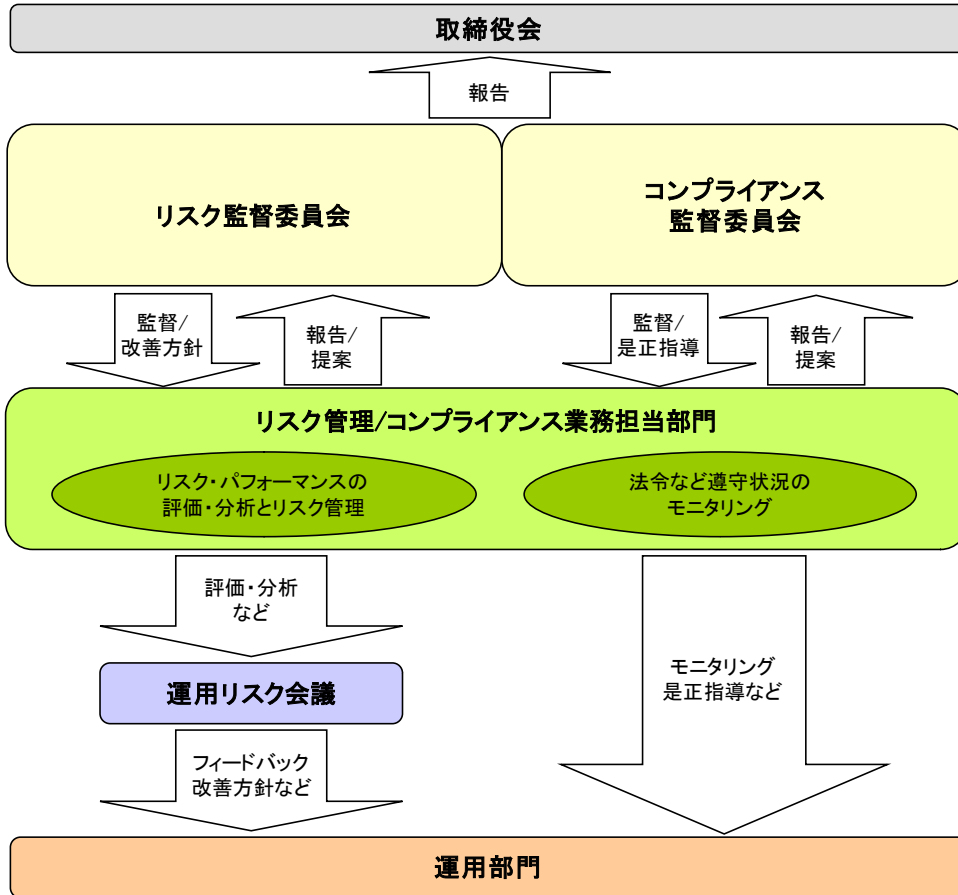 取締役会
報告
リスク監督委員会
コンプライアンス
監督委員会
監督/
改善方針
報告/
提案
監督/
是正指導
報告/
提案
リスク管理/コンプライアンス業務担当部門
リスク・パフォーマンスの
評価・分析とリスク管理
法令など遵守状況の
モニタリング
評価・分析
など
運用リスク会議
モニタリング
是正指導など
フィードバック
改善方針など
運用部門